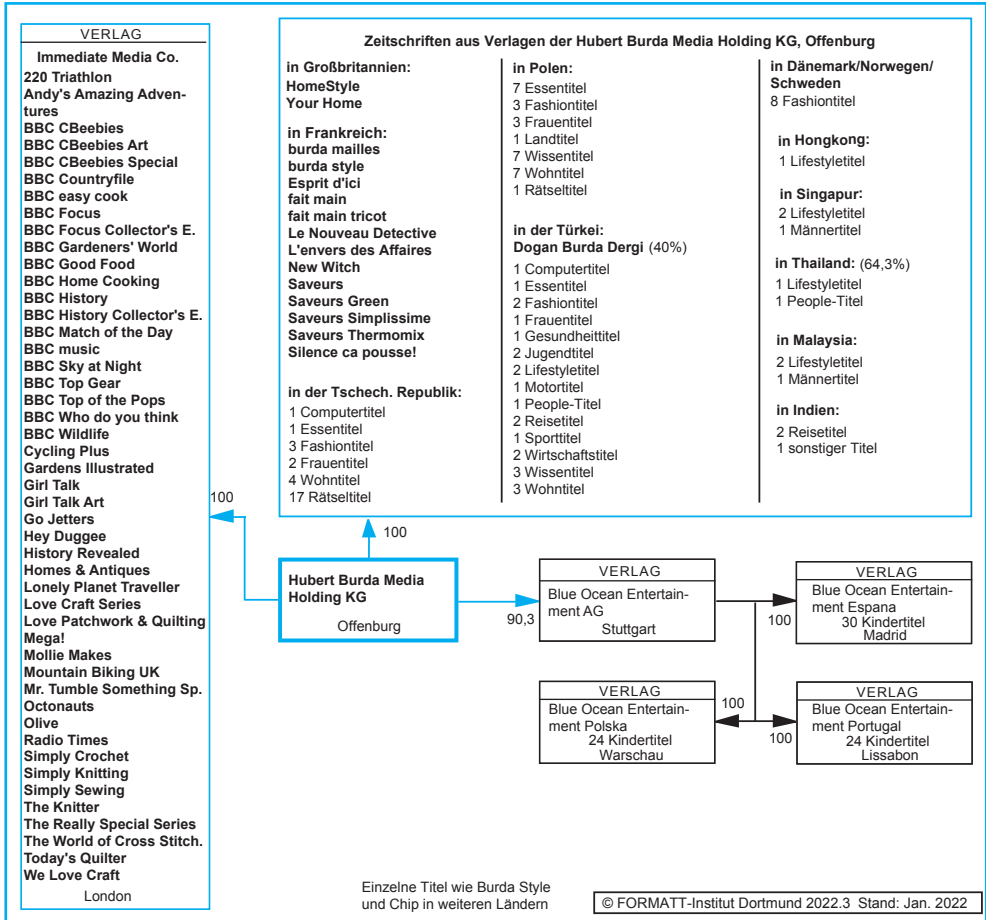 VERLAG
Immediate Media Co.
220 Triathlon
Andy's Amazing Adven-
tures
BBC CBeebies
BBC CBeebies Art
BBC CBeebies Special
BBC Countryfile
BBC easy cook
BBC Focus
BBC Focus Collector's E.
BBC Gardeners' World
BBC Good Food
BBC Home Cooking
BBC History
BBC History Collector's E.
BBC Match of the Day
BBC music
BBC Sky at Night
BBC Top Gear
BBC Top of the Pops
BBC Who do you think
BBC Wildlife
Cycling Plus
Gardens Illustrated
Girl Talk
Girl Talk Art
Go Jetters
Hey Duggee
History Revealed
Homes & Antiques
Lonely Planet Traveller
Love Craft Series
Love Patchwork & Quilting
Mega!
Mollie Makes
Mountain Biking UK
Mr. Tumble Something Sp.
Octonauts
Olive
Radio Times
Simply Crochet
Simply Knitting
Simply Sewing
The Knitter
The Really Special Series
The World of Cross Stitch.
Today's Quilter
We Love Craft
London
Zeitschriften aus Verlagen der Hubert Burda Media Holding KG, Offenburg
in Großbritannien:
HomeStyle
Your Home
in Frankreich:
burda mailles
burda style
Esprit d'ici
fait main
fait main tricot
Le Nouveau Detective
L'envers des Affaires
New Witch
Saveurs
Saveurs Green
Saveurs Simplissime
Saveurs Thermomix
Silence ca pousse!
in der Tschech. Republik:
1 Computertitel
1 Essentitel
3 Fashiontitel
2 Frauentitel
4 Wohntitel
17 Rätseltitel
in Polen:
7 Essentitel
3 Fashiontitel
3 Frauentitel
1 Landtitel
7 Wissentitel
7 Wohntitel
1 Rätseltitel
in der Türkei:
Dogan Burda Dergi (40%)
1 Computertitel
1 Essentitel
2 Fashiontitel
1 Frauentitel
1 Gesundheittitel
2 Jugendtitel
2 Lifestyletitel
1 Motortitel
1 People-Titel
2 Reisetitel
1 Sporttitel
2 Wirtschaftstitel
3 Wissentitel
3 Wohntitel
in Dänemark/Norwegen/
Schweden
8 Fashiontitel
in Hongkong:
1 Lifestyletitel
in Singapur:
2 Lifestyletitel
1 Männertitel
in Thailand: (64,3%)
1 Lifestyletitel
1 People-Titel
in Malaysia:
2 Lifestyletitel
1 Männertitel
in Indien:
2 Reisetitel
1 sonstiger Titel
100
100
Hubert Burda Media
Holding KG
Offenburg
90,3
VERLAG
Blue Ocean Entertain-
ment AG
Stuttgart
100
VERLAG
Blue Ocean Entertain-
ment Espana
30 Kindertitel
Madrid
VERLAG
Blue Ocean Entertain-
ment Polska
24 Kindertitel
Warschau
100
100
VERLAG
Blue Ocean Entertain-
ment Portugal
24 Kindertitel
Lissabon
Einzelne Titel wie Burda Style
und Chip in weiteren Ländern
© FORMATT-Institut Dortmund 2022.3 Stand: Jan. 2022